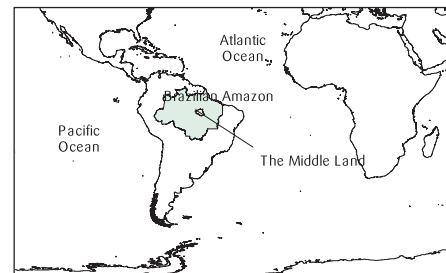 Atlantic
Ocean
Brazilian Amazon
Pacific
Ocean
The Middle Land